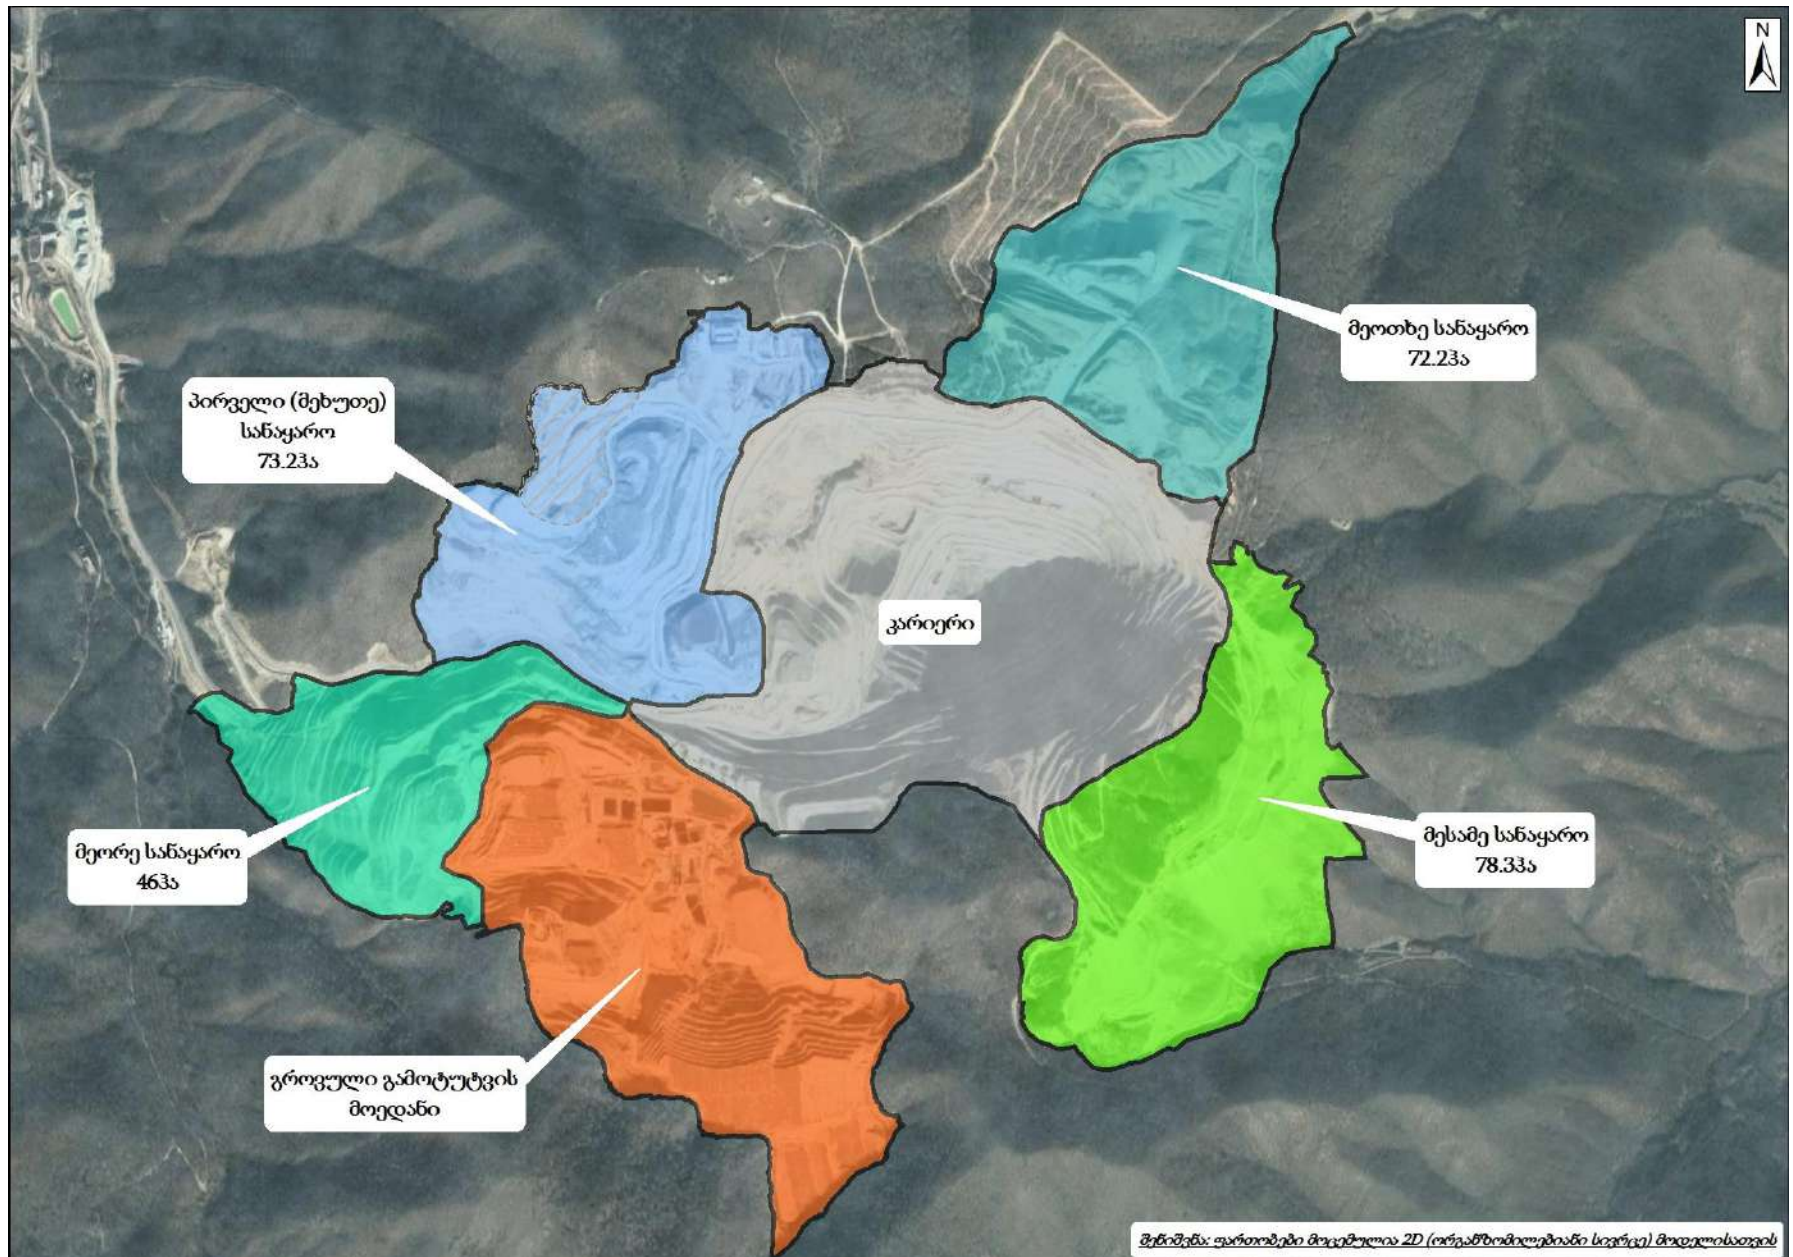 N
მეოთხე სანაყარო
72.2ჰა
პირველი (მეხუთე)
სანაყარო
73.2ჰა
კარიერი
მეორე სანაყარო
46ჰა
მესამე სანაყარო
78.3ჰა
გროვული გამოტუტვის
მოედანი
შენიშვნა: ფართობები მოცემულია 2D (ორგანზომილებიანი სივრცე) მოდელისათვის